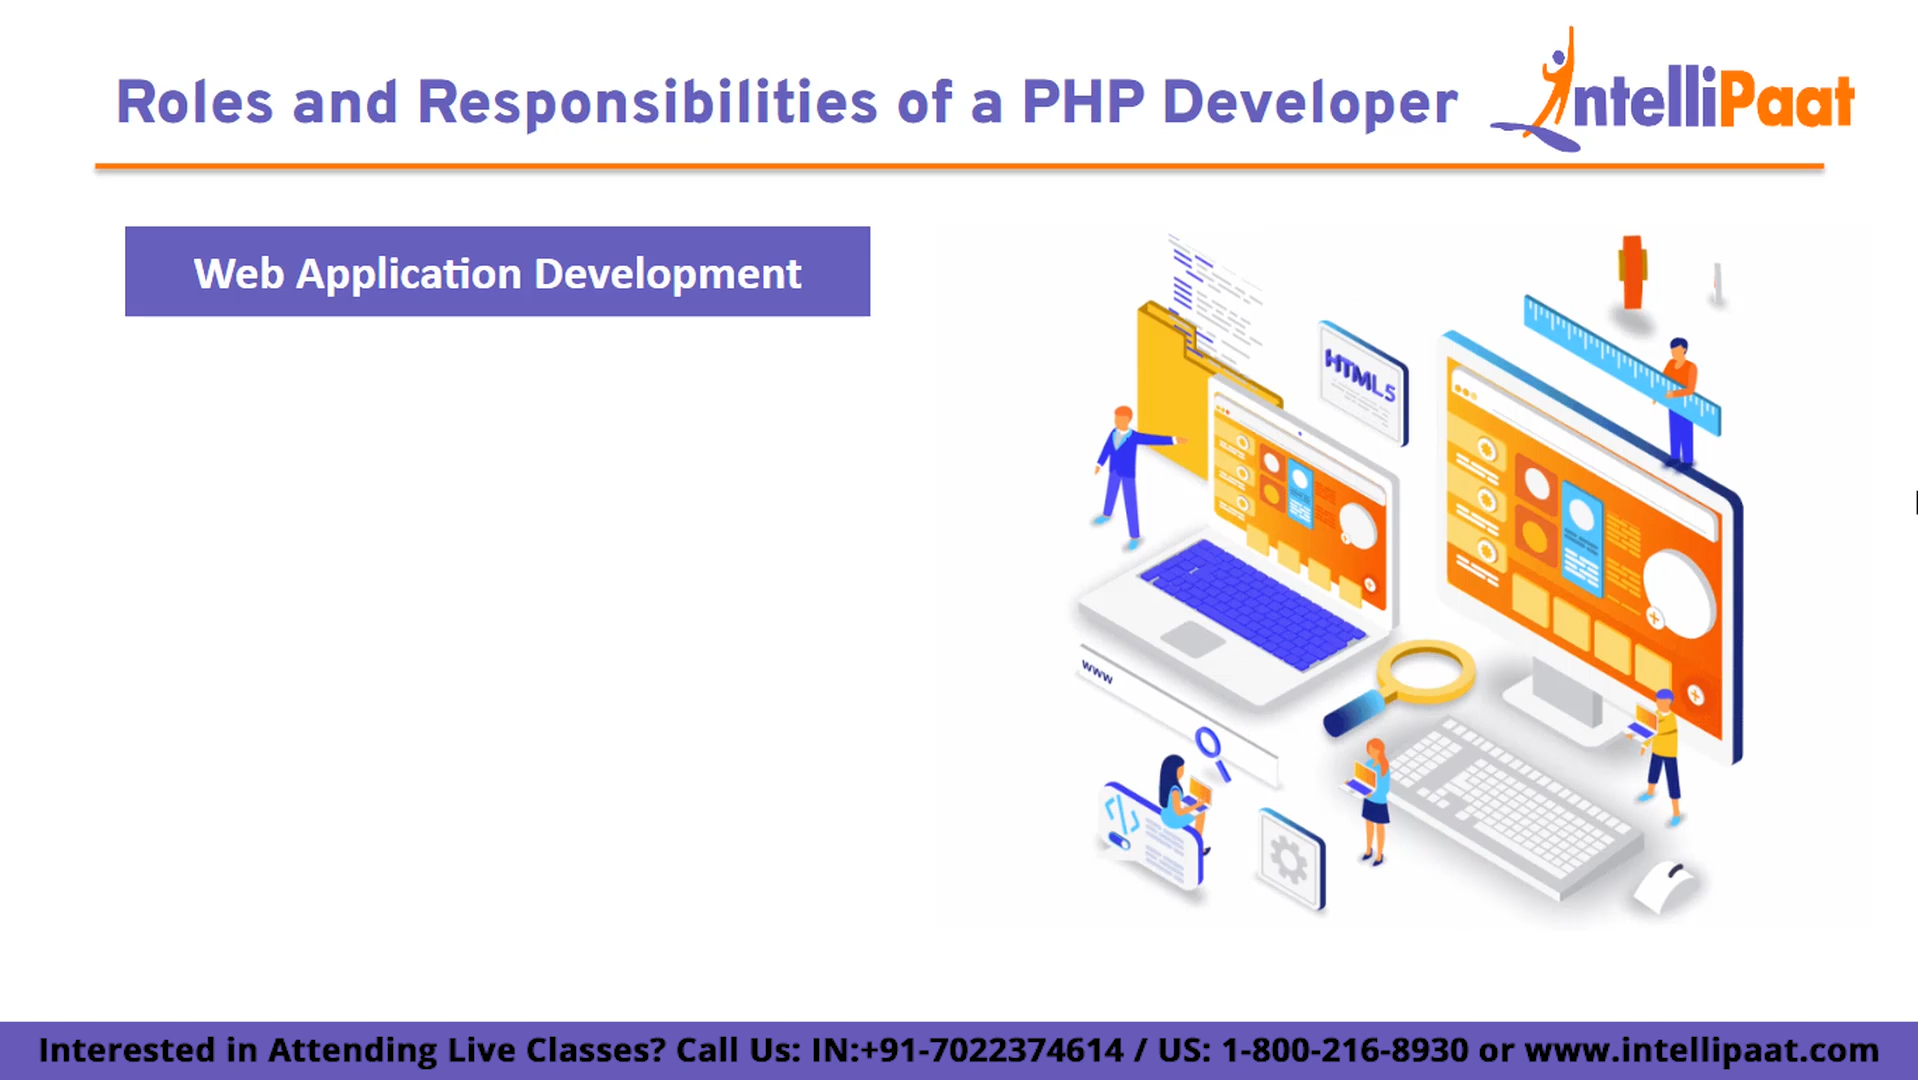 Roles and Responsibilities of a PHP Developer
IntelliPaat
Web Application Development
HTML5
www
</>
Interested in Attending Live Classes? Call Us: IN:+91-7022374614 / US: 1-800-216-8930 or www.intellipaat.com